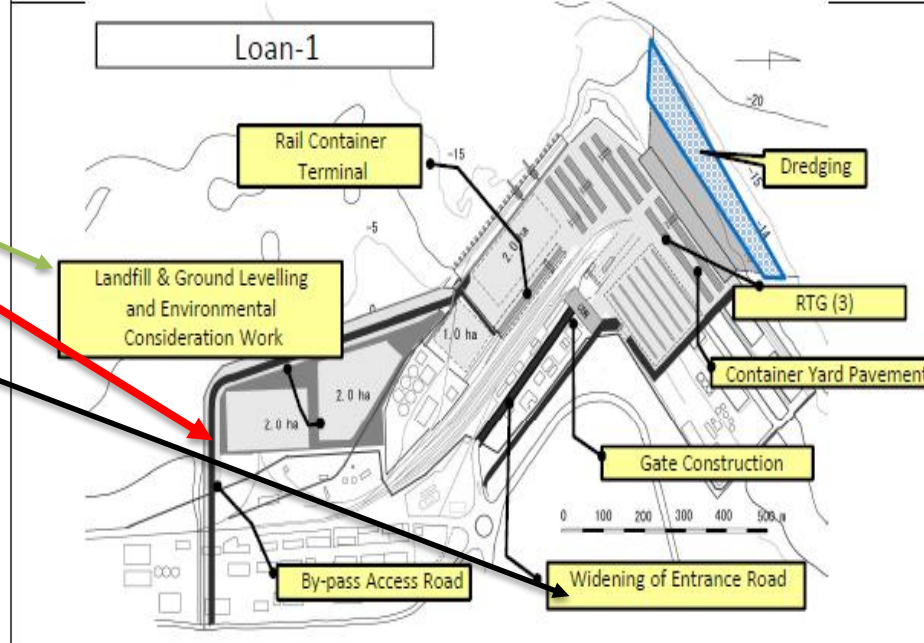 Loan-1
-20
Rail Container
Terminal
-15
Dredging
-15
-14
-5
2.0 ha
Landfill & Ground Levelling
and Environmental
Consideration Work
RTG (3)
1.0 ha
Container Yard Pavement
2.0 ha
2.0 ha
Gate Construction
0 100 200 300 400 500 m
By-pass Access Road
Widening of Entrance Road